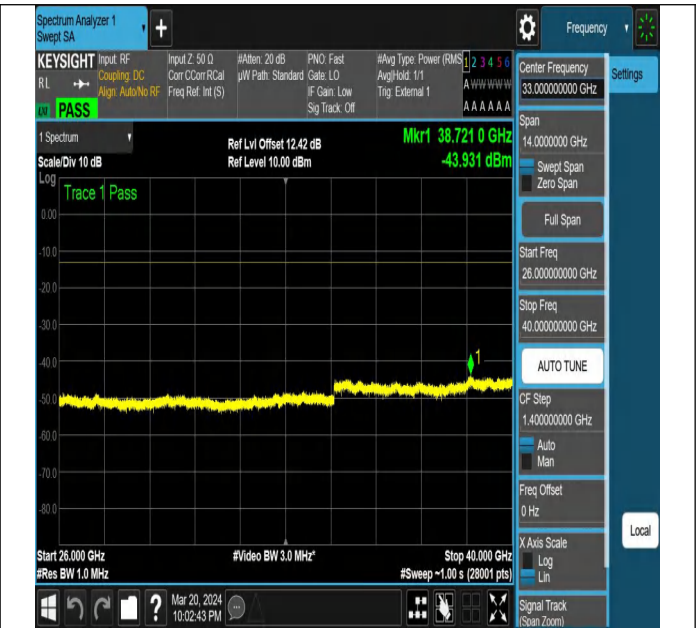 Spectrum Analyzer 1
Swept SA
+
Frequency
KEYSIGHT
RL
PASS
Input: RF
Coupling: DC
Align: Auto/No RF
Input Z: 50 Ω
Corr CCorr RCal
Freq Ref: Int (S)
#Atten: 20 dB
µW Path: Standard
PNO: Fast
Gate: LO
IF Gain: Low
Sig Track: Off
#Avg Type: Power (RMS
Avg|Hold: 1/1
Trig: External 1
1 2 3 4 5 6
A W W W W W
A A A A A A
1 Spectrum
Scale/Div 10 dB
Ref Lvl Offset 12.42 dB
Ref Level 10.00 dBm
Mkr1 38.721 0 GHz
-43.931 dBm
Log
Trace 1 Pass
0.00
-10.0
-20.0
-30.0
-40.0
-50.0
-60.0
-70.0
-80.0
1
Start 26.000 GHz
#Res BW 1.0 MHz
#Video BW 3.0 MHz*
Stop 40.000 GHz
#Sweep ~1.00 s (28001 pts)
?
Mar 20, 2024
10:02:43 PM
Center Frequency
33.000000000 GHz
Span
14.0000000 GHz
Swept Span
Zero Span
Full Span
Start Freq
26.000000000 GHz
Stop Freq
40.000000000 GHz
AUTO TUNE
CF Step
1.400000000 GHz
Auto
Man
Freq Offset
0 Hz
X Axis Scale
Log
Lin
Signal Track
(Span Zoom)
Settings
Local